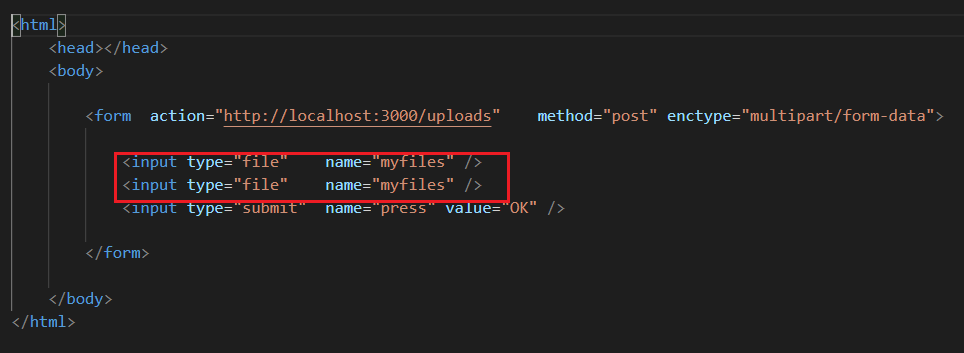 <html>
<head></head>
<body>
<form action="http://localhost:3000/uploads" method="post" enctype="multipart/form-data">
<input type="file" name="myfiles" />
<input type="file" name="myfiles" />
<input type="submit" name="press" value="OK" />
</form>
</body>
</html>